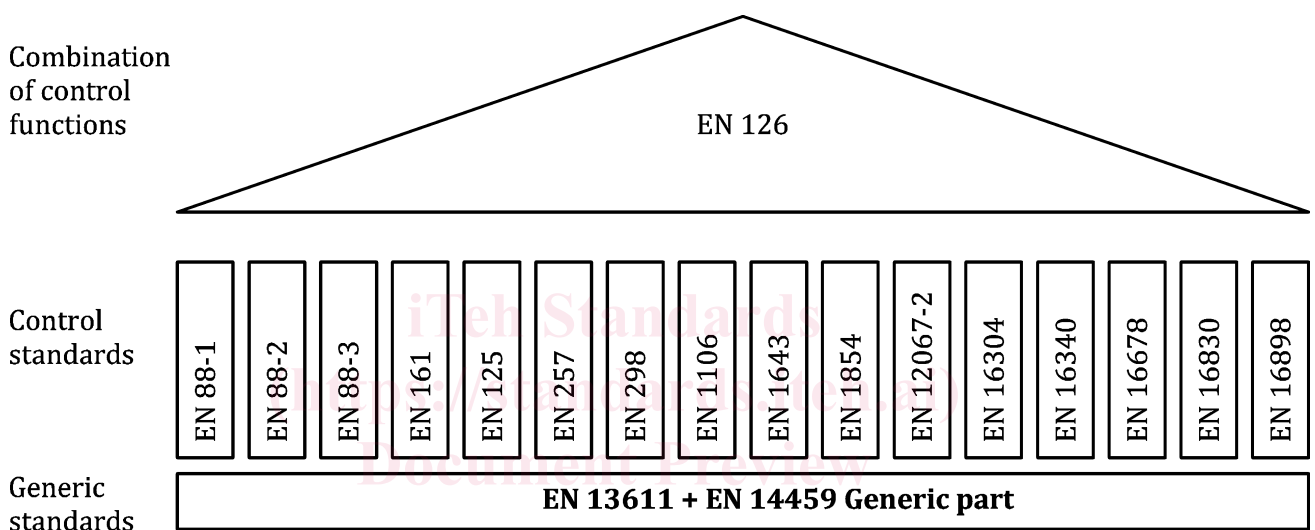 Combination
of control
functions
EN 126
Control
standards
EN 88-1
EN 88-2
EN 88-3
EN 161
EN 125
EN 257
EN 298
EN 1106
EN 1643
EN 1854
EN 12067-2
EN 16304
EN 16340
EN 16678
EN 16830
EN 16898
iTeh Standards
(https://standards.iteh.ai)
Document Preview
Generic
standards
EN 13611 + EN 14459 Generic part